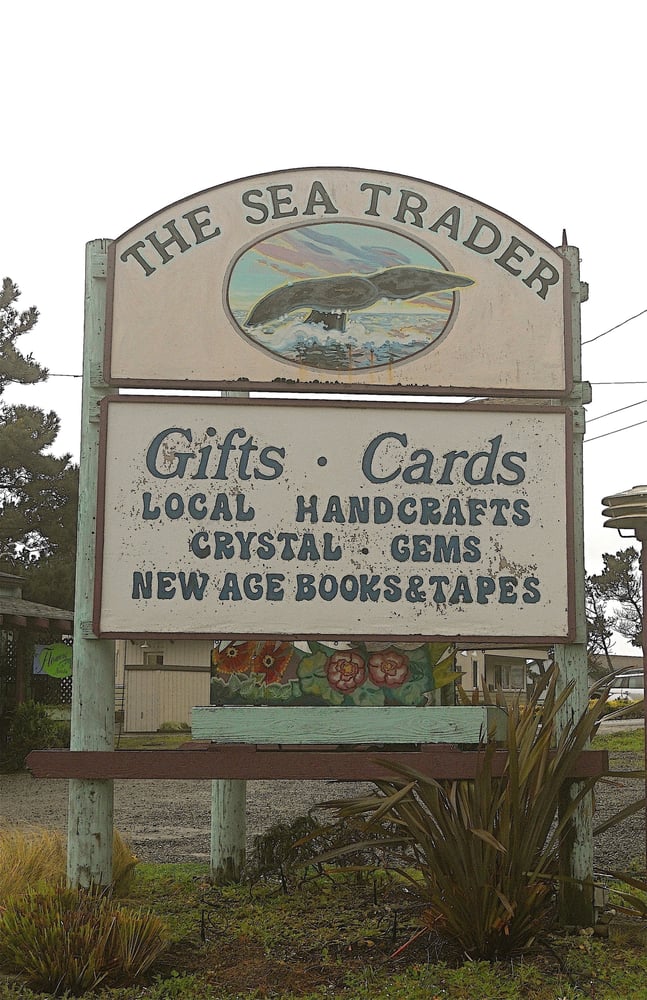 THE SEA TRADER
Gifts · Cards
LOCAL HANDCRAFTS
CRYSTAL · GEMS
NEW AGE BOOKS & TAPES